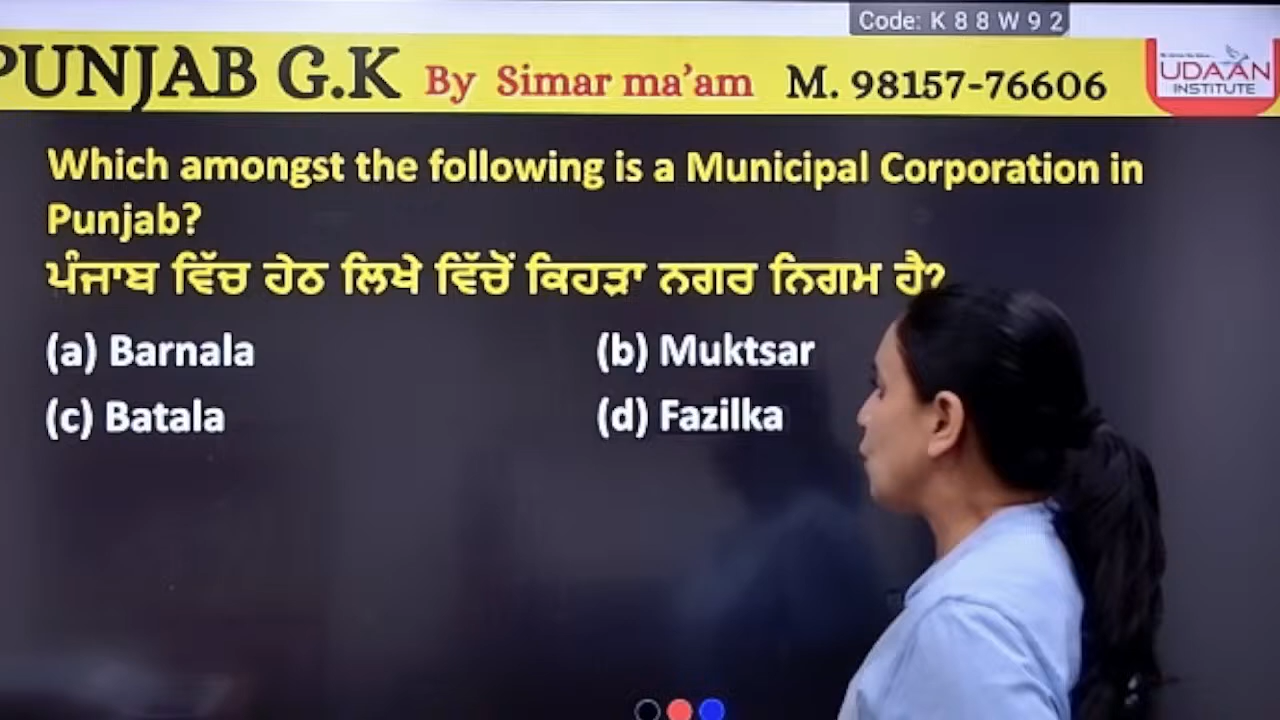 Code: K 8 8 W 9 2
PUNJAB G.K By Simar ma'am M. 98157-76606
UDAAN
INSTITUTE
Which amongst the following is a Municipal Corporation in
Punjab?
ਪੰਜਾਬ ਵਿੱਚ ਹੇਠ ਲਿਖੇ ਵਿੱਚੋਂ ਕਿਹੜਾ ਨਗਰ ਨਿਗਮ ਹੈ?
(a) Barnala (b) Muktsar
(c) Batala (d) Fazilka